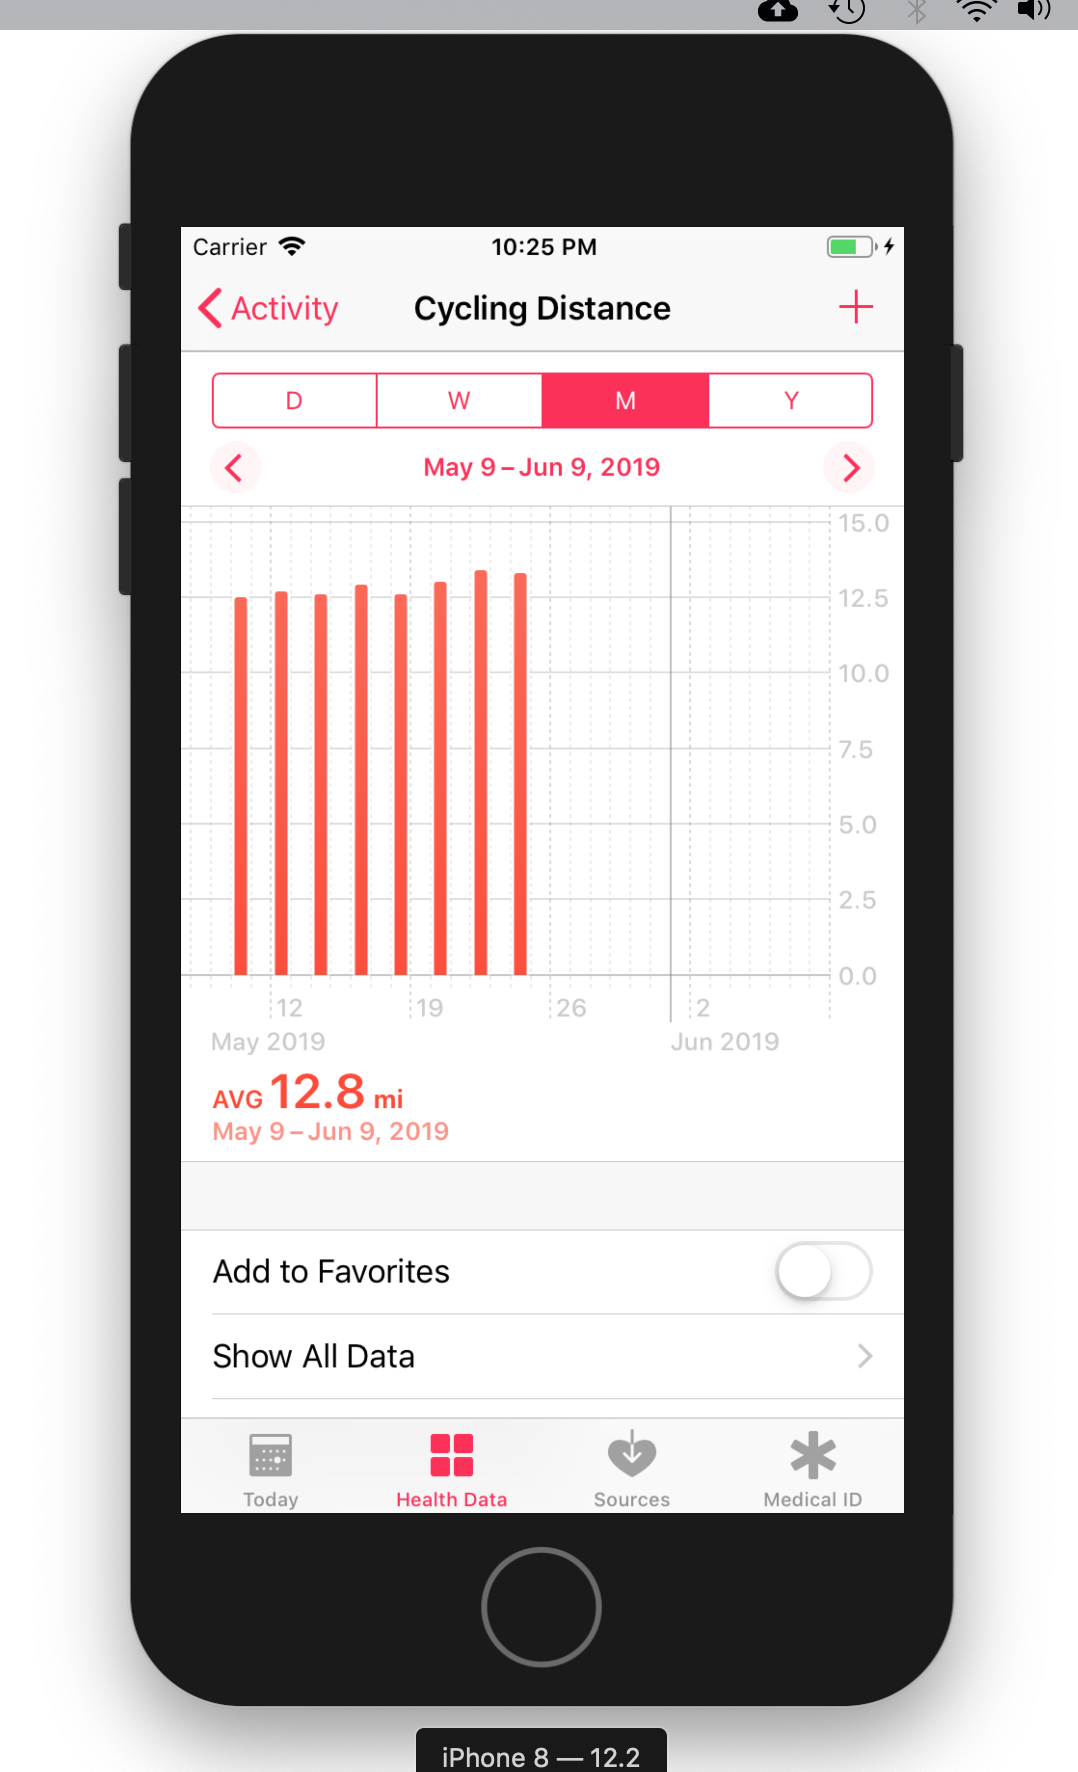 Carrier 10:25 PM
Activity Cycling Distance +
D W M Y
May 9 – Jun 9, 2019
15.0
12.5
10.0
7.5
5.0
2.5
0.0
12 19 26 2
May 2019 Jun 2019
AVG 12.8 mi
May 9 – Jun 9, 2019
Add to Favorites
Show All Data
Today Health Data Sources Medical ID
iPhone 8 — 12.2